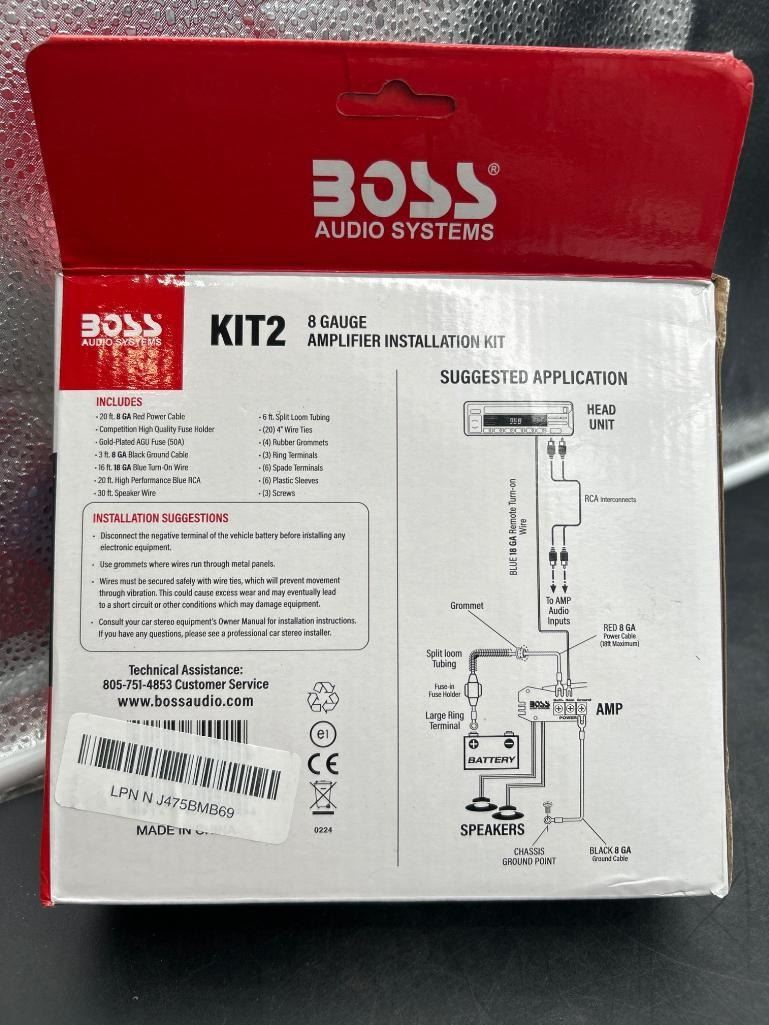 BOSS®
AUDIO SYSTEMS
BOSS
AUDIO SYSTEMS
KIT2
8 GAUGE
AMPLIFIER INSTALLATION KIT
INCLUDES
• 20 ft. 8 GA Red Power Cable
• Competition High Quality Fuse Holder
• Gold-Plated AGU Fuse (50A)
• 3 ft. 8 GA Black Ground Cable
• 16 ft. 18 GA Blue Turn-On Wire
• 20 ft. High Performance Blue RCA
• 30 ft. Speaker Wire
• 6 ft. Split Loom Tubing
• (20) 4" Wire Ties
• (4) Rubber Grommets
• (3) Ring Terminals
• (6) Spade Terminals
• (6) Plastic Sleeves
• (3) Screws
INSTALLATION SUGGESTIONS
• Disconnect the negative terminal of the vehicle battery before installing any
electronic equipment.
• Use grommets where wires run through metal panels.
• Wires must be secured safely with wire ties, which will prevent movement
through vibration. This could cause excess wear and may eventually lead
to a short circuit or other conditions which may damage equipment.
• Consult your car stereo equipment's Owner Manual for installation instructions.
If you have any questions, please see a professional car stereo installer.
Technical Assistance:
805-751-4853 Customer Service
www.bossaudio.com
LPN N J475BMB69
MADE IN CHINA
e1
CE
0224
SUGGESTED APPLICATION
HEAD
UNIT
BLUE 18 GA Remote Turn-on
Wire
RCA Interconnects
To AMP
Audio
Inputs
Grommet
RED 8 GA
Power Cable
(18ft Maximum)
Split loom
Tubing
Fuse-in
Fuse Holder
Large Ring
Terminal
BOSS
POWER
AMP
+ −
BATTERY
SPEAKERS
CHASSIS
GROUND POINT
BLACK 8 GA
Ground Cable